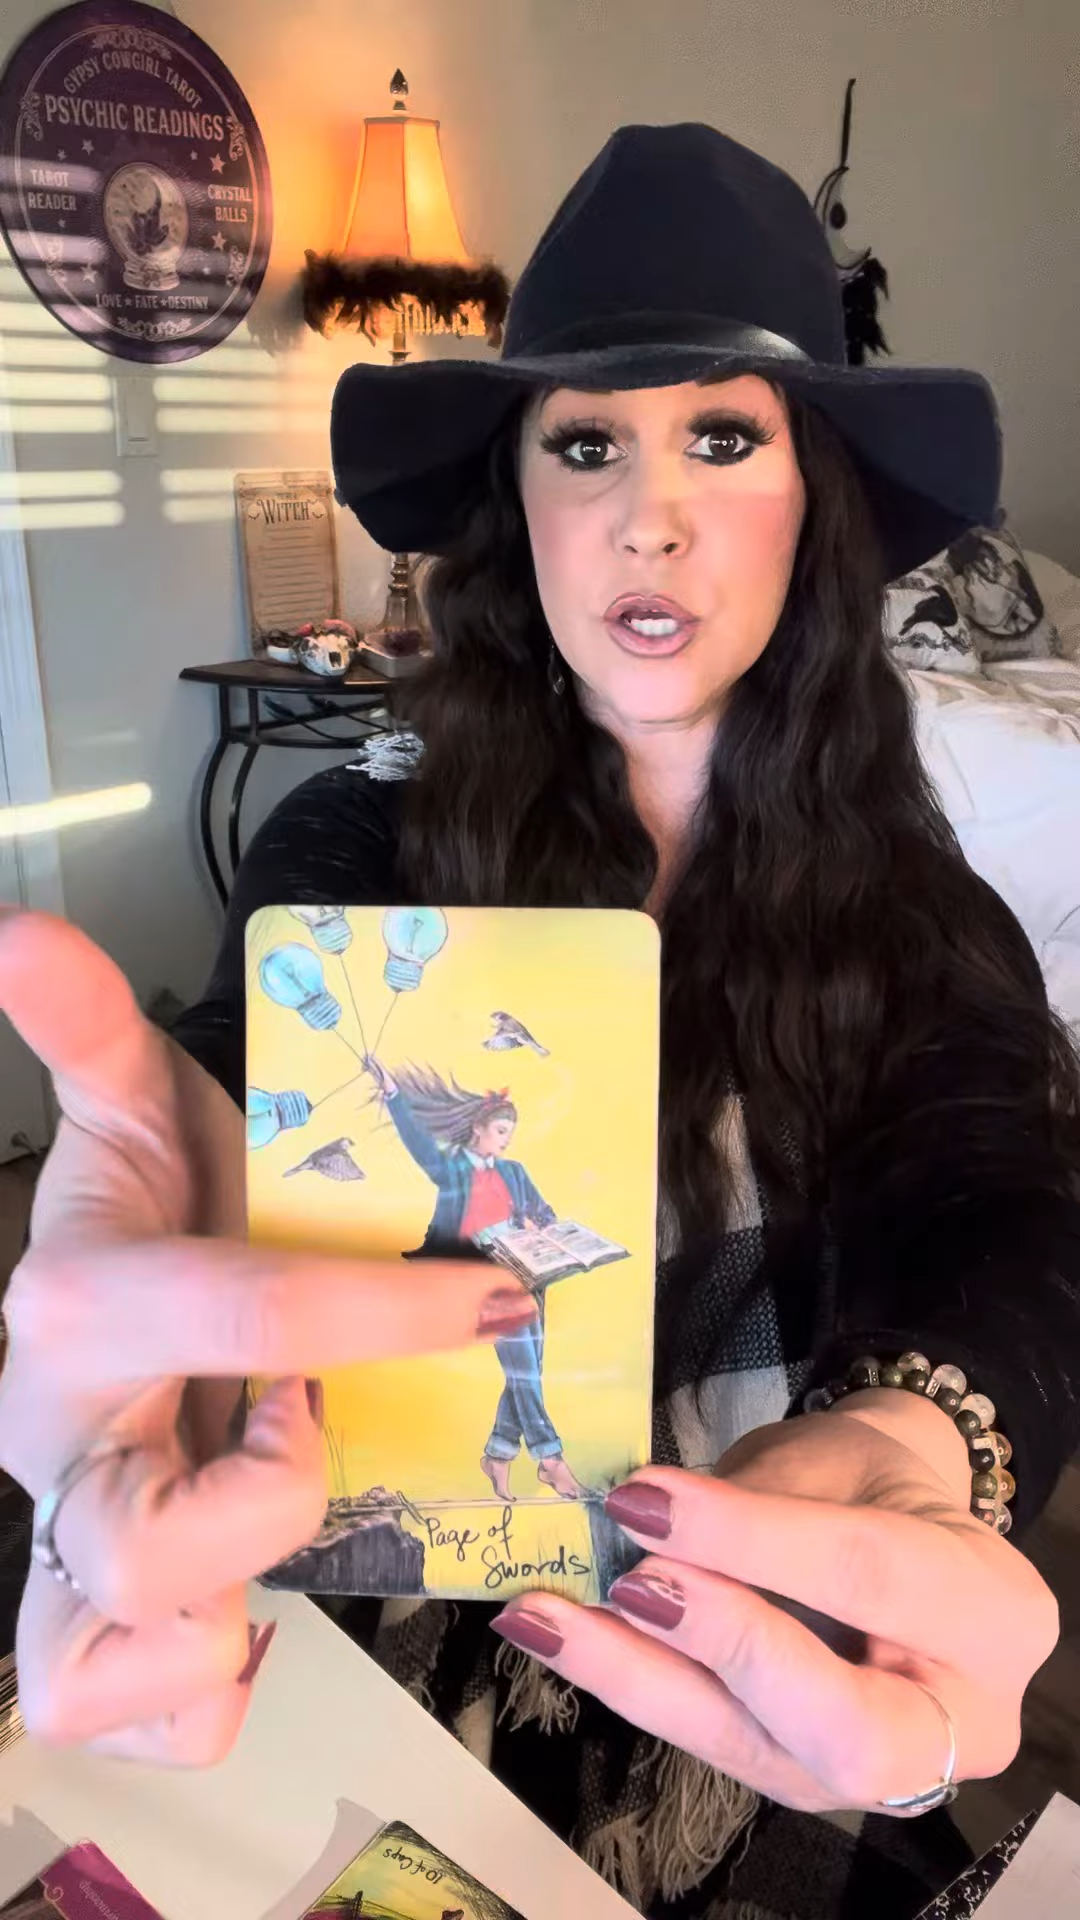 GYPSY COWGIRL TAROT
PSYCHIC READINGS
TAROT
READER
CRYSTAL
BALLS
LOVE ★ FATE ★ DESTINY
WITCH
Page of
Swords
10 of Cups